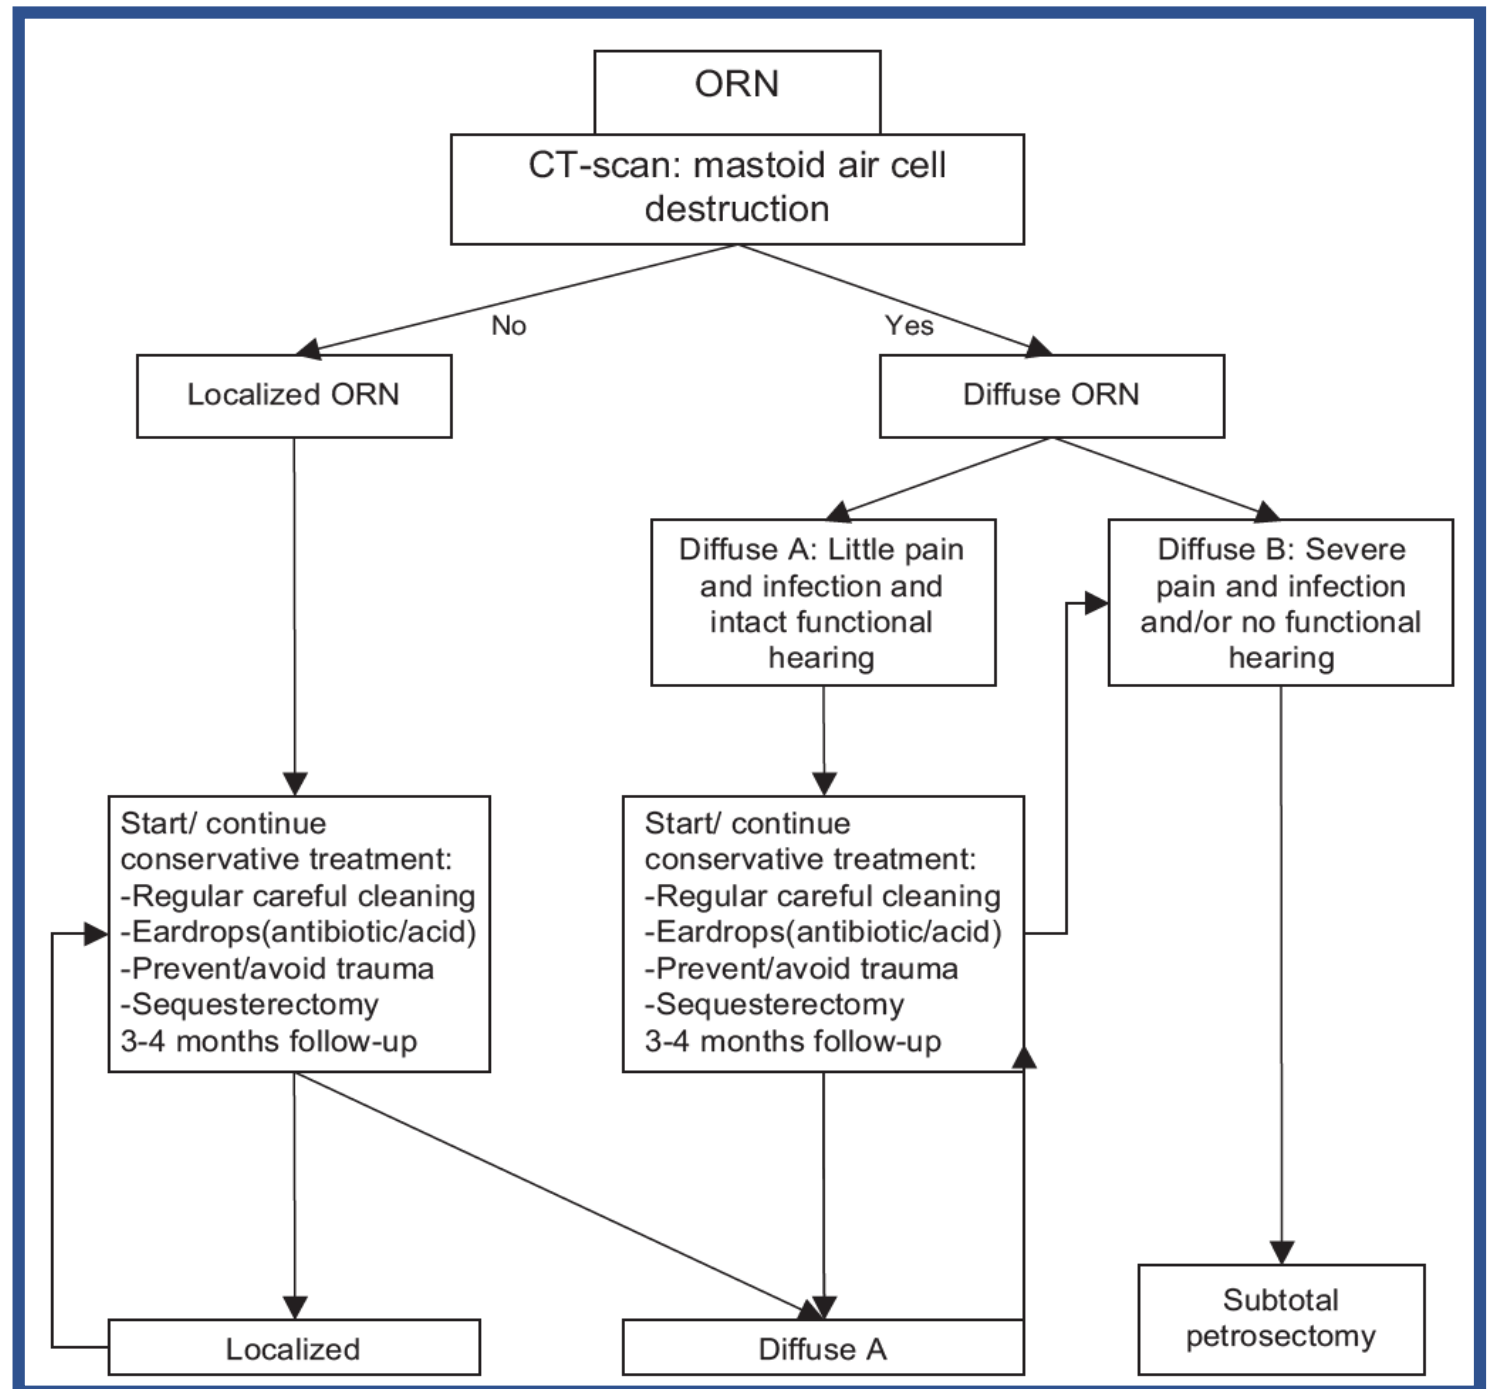 ORN
CT-scan: mastoid air cell
destruction
No
Yes
Localized ORN
Diffuse ORN
Diffuse A: Little pain
and infection and
intact functional
hearing
Diffuse B: Severe
pain and infection
and/or no functional
hearing
Start/ continue
conservative treatment:
-Regular careful cleaning
-Eardrops(antibiotic/acid)
-Prevent/avoid trauma
-Sequesterectomy
3-4 months follow-up
Start/ continue
conservative treatment:
-Regular careful cleaning
-Eardrops(antibiotic/acid)
-Prevent/avoid trauma
-Sequesterectomy
3-4 months follow-up
Localized
Diffuse A
Subtotal
petrosectomy